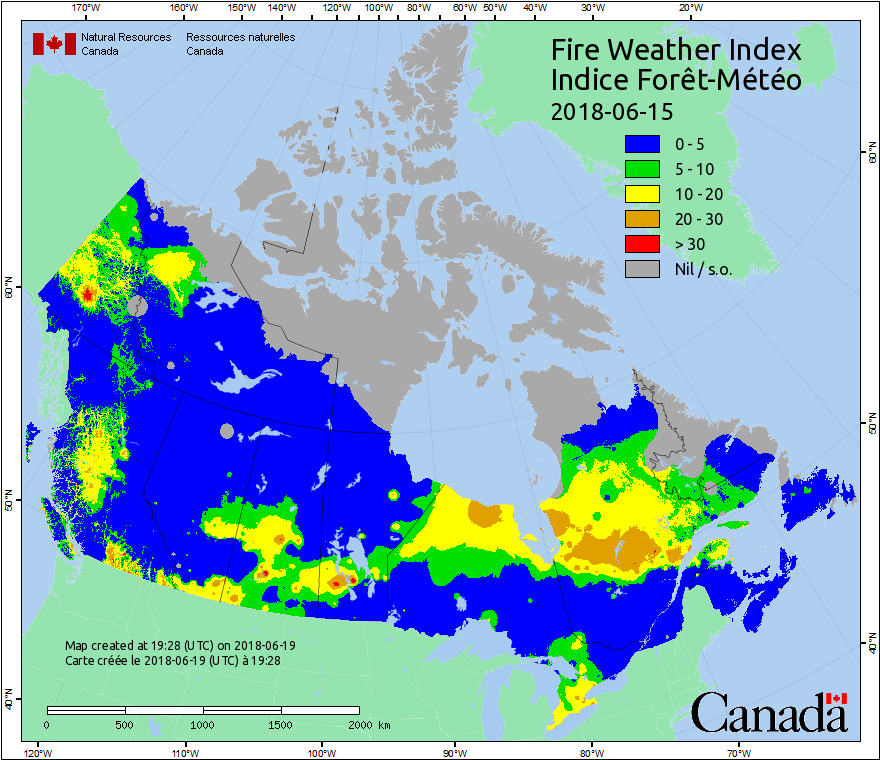 170°W 160°W 150°W 140°W 120°W 100°W 80°W 60°W 50°W 40°W 30°W 20°W
Natural Resources Ressources naturelles
Canada Canada
Fire Weather Index
Indice Forêt-Météo
2018-06-15
0 - 5
5 - 10
10 - 20
20 - 30
> 30
Nil / s.o.
60°N
60°N
50°N
50°N
40°N
40°N
Map created at 19:28 (UTC) on 2018-06-19
Carte créée le 2018-06-19 (UTC) à 19:28
0 500 1000 1500 2000 km
Canada
120°W 110°W 100°W 90°W 80°W 70°W